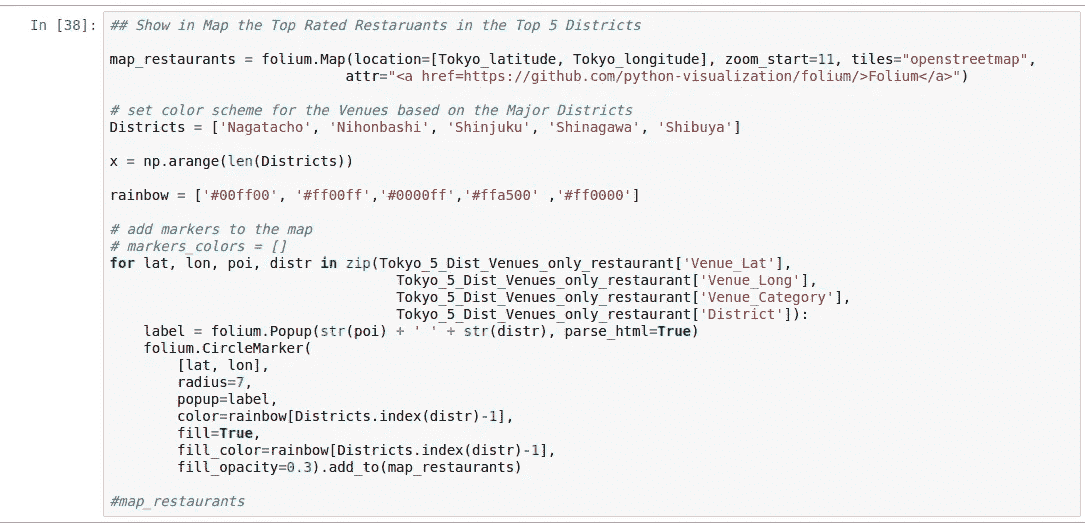 In [38]: ## Show in Map the Top Rated Restaruants in the Top 5 Districts
map_restaurants = folium.Map(location=[Tokyo_latitude, Tokyo_longitude], zoom_start=11, tiles="openstreetmap",
attr="<a href=https://github.com/python-visualization/folium/>Folium</a>")
# set color scheme for the Venues based on the Major Districts
Districts = ['Nagatacho', 'Nihonbashi', 'Shinjuku', 'Shinagawa', 'Shibuya']
x = np.arange(len(Districts))
rainbow = ['#00ff00', '#ff00ff','#0000ff','#ffa500' ,'#ff0000']
# add markers to the map
# markers_colors = []
for lat, lon, poi, distr in zip(Tokyo_5_Dist_Venues_only_restaurant['Venue_Lat'],
Tokyo_5_Dist_Venues_only_restaurant['Venue_Long'],
Tokyo_5_Dist_Venues_only_restaurant['Venue_Category'],
Tokyo_5_Dist_Venues_only_restaurant['District']):
label = folium.Popup(str(poi) + ' ' + str(distr), parse_html=True)
folium.CircleMarker(
[lat, lon],
radius=7,
popup=label,
color=rainbow[Districts.index(distr)-1],
fill=True,
fill_color=rainbow[Districts.index(distr)-1],
fill_opacity=0.3).add_to(map_restaurants)
#map_restaurants